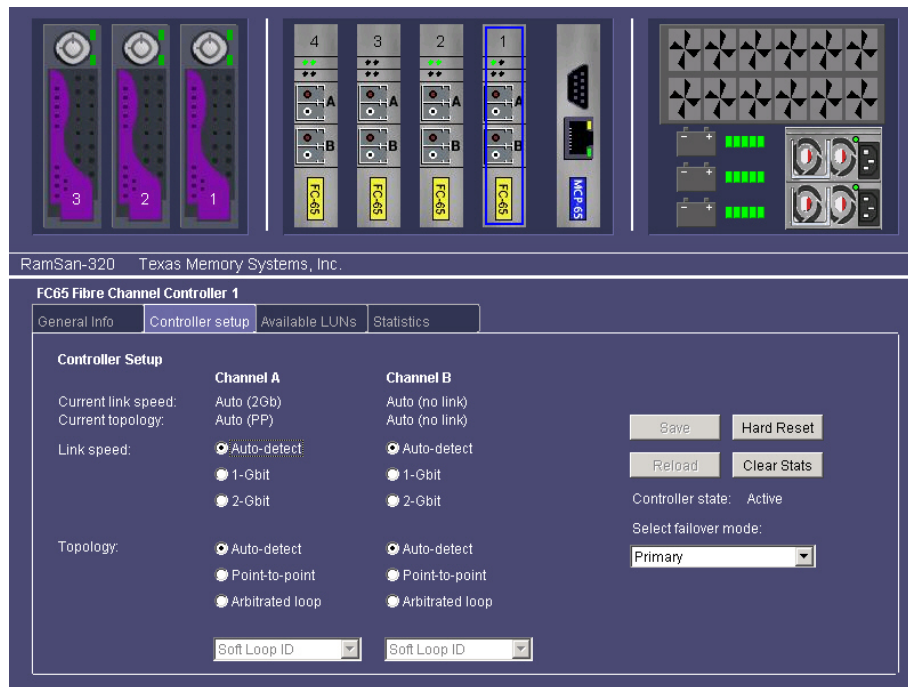 4 3 2 1
A A A A
B B B B
3 2 1
FC-65 FC-65 FC-65 FC-65 MCP-65
- +
- +
- +
RamSan-320 Texas Memory Systems, Inc.
FC65 Fibre Channel Controller 1
General Info Controller setup Available LUNs Statistics
Controller Setup
Channel A Channel B
Current link speed: Auto (2Gb) Auto (no link)
Current topology: Auto (PP) Auto (no link)
Save Hard Reset
Link speed: Auto-detect Auto-detect
Reload Clear Stats
1-Gbit 1-Gbit
2-Gbit 2-Gbit
Controller state: Active
Select failover mode:
Topology: Auto-detect Auto-detect
Primary
Point-to-point Point-to-point
Arbitrated loop Arbitrated loop
Soft Loop ID Soft Loop ID